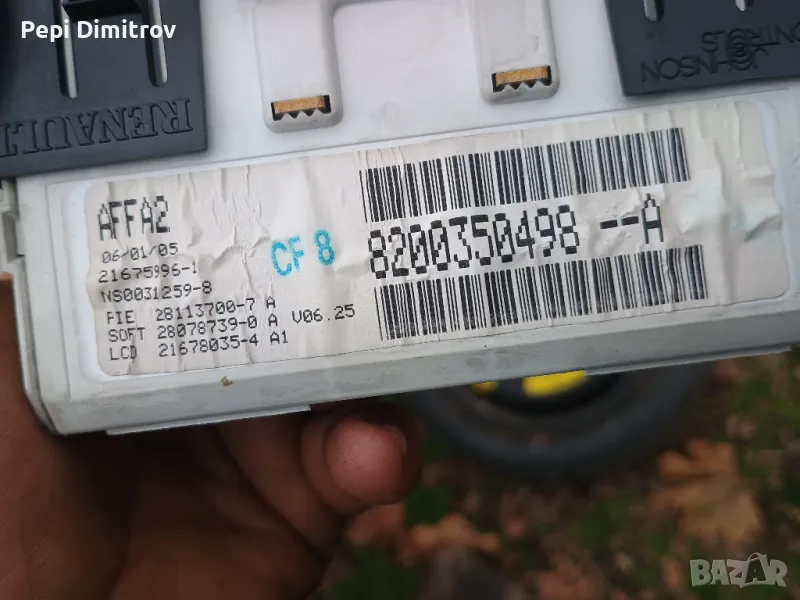 Pepi Dimitrov
RENAULT
JOHNSON
CONTROLS
AFFA2
06/01/05
21675996-1
NS0031259-8
FIE 28113700-7 A
SOFT 28078739-0 A V06.25
LCD 21678035-4 A1
CF 8
8200350498 --A
BAZAR